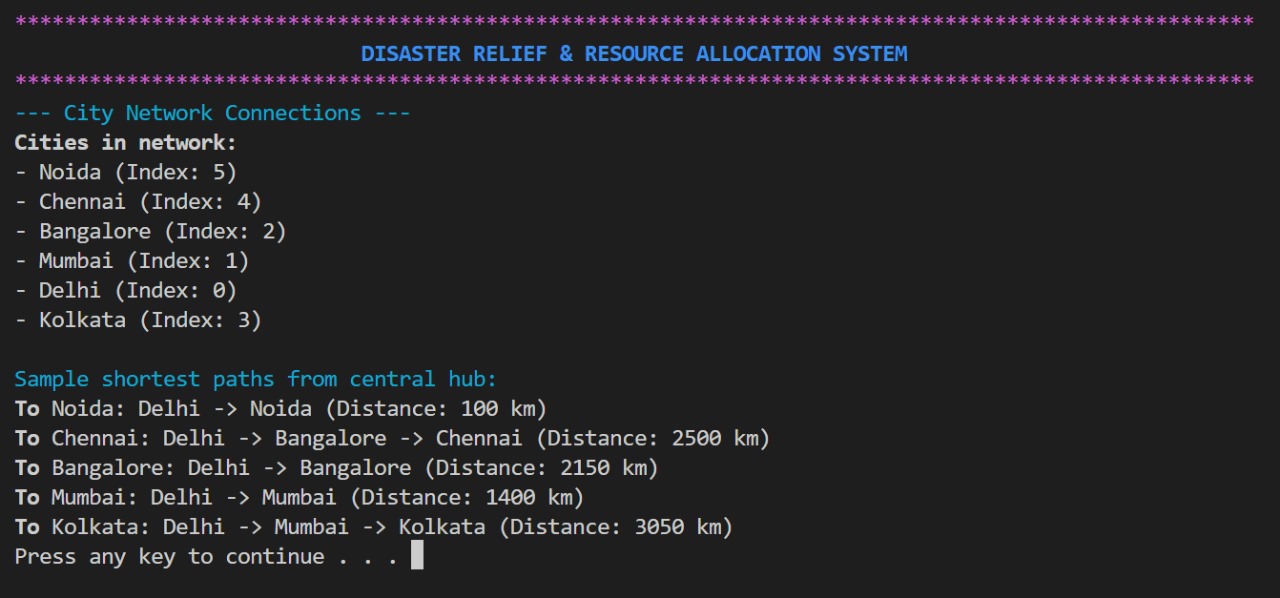 ****************************************************************************************************
DISASTER RELIEF & RESOURCE ALLOCATION SYSTEM
****************************************************************************************************
--- City Network Connections ---
Cities in network:
- Noida (Index: 5)
- Chennai (Index: 4)
- Bangalore (Index: 2)
- Mumbai (Index: 1)
- Delhi (Index: 0)
- Kolkata (Index: 3)
Sample shortest paths from central hub:
To Noida: Delhi -> Noida (Distance: 100 km)
To Chennai: Delhi -> Bangalore -> Chennai (Distance: 2500 km)
To Bangalore: Delhi -> Bangalore (Distance: 2150 km)
To Mumbai: Delhi -> Mumbai (Distance: 1400 km)
To Kolkata: Delhi -> Mumbai -> Kolkata (Distance: 3050 km)
Press any key to continue . . .